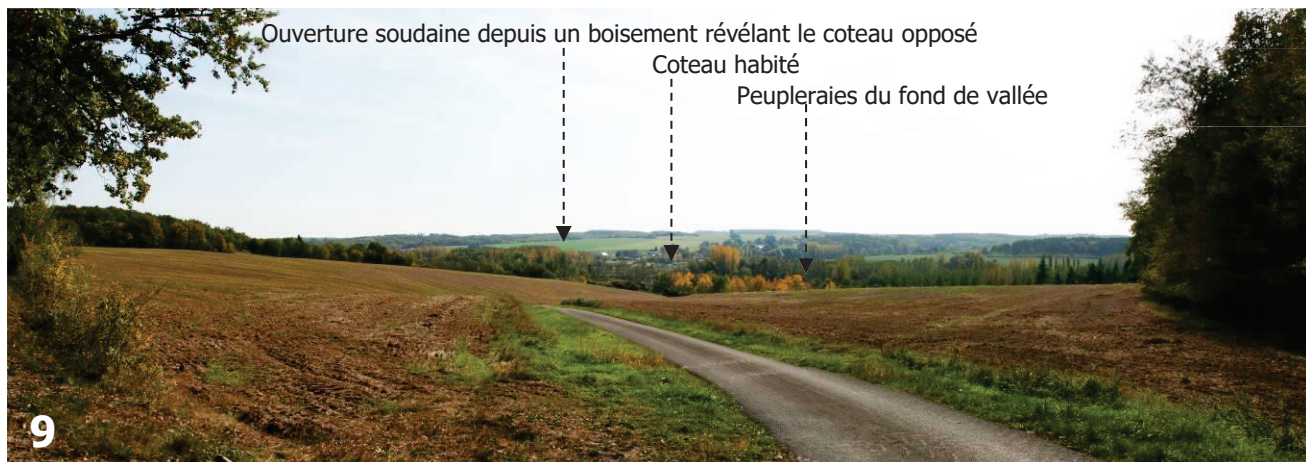 Ouverture soudaine depuis un boisement révélant le coteau opposé
Coteau habité
Peupleraies du fond de vallée
9